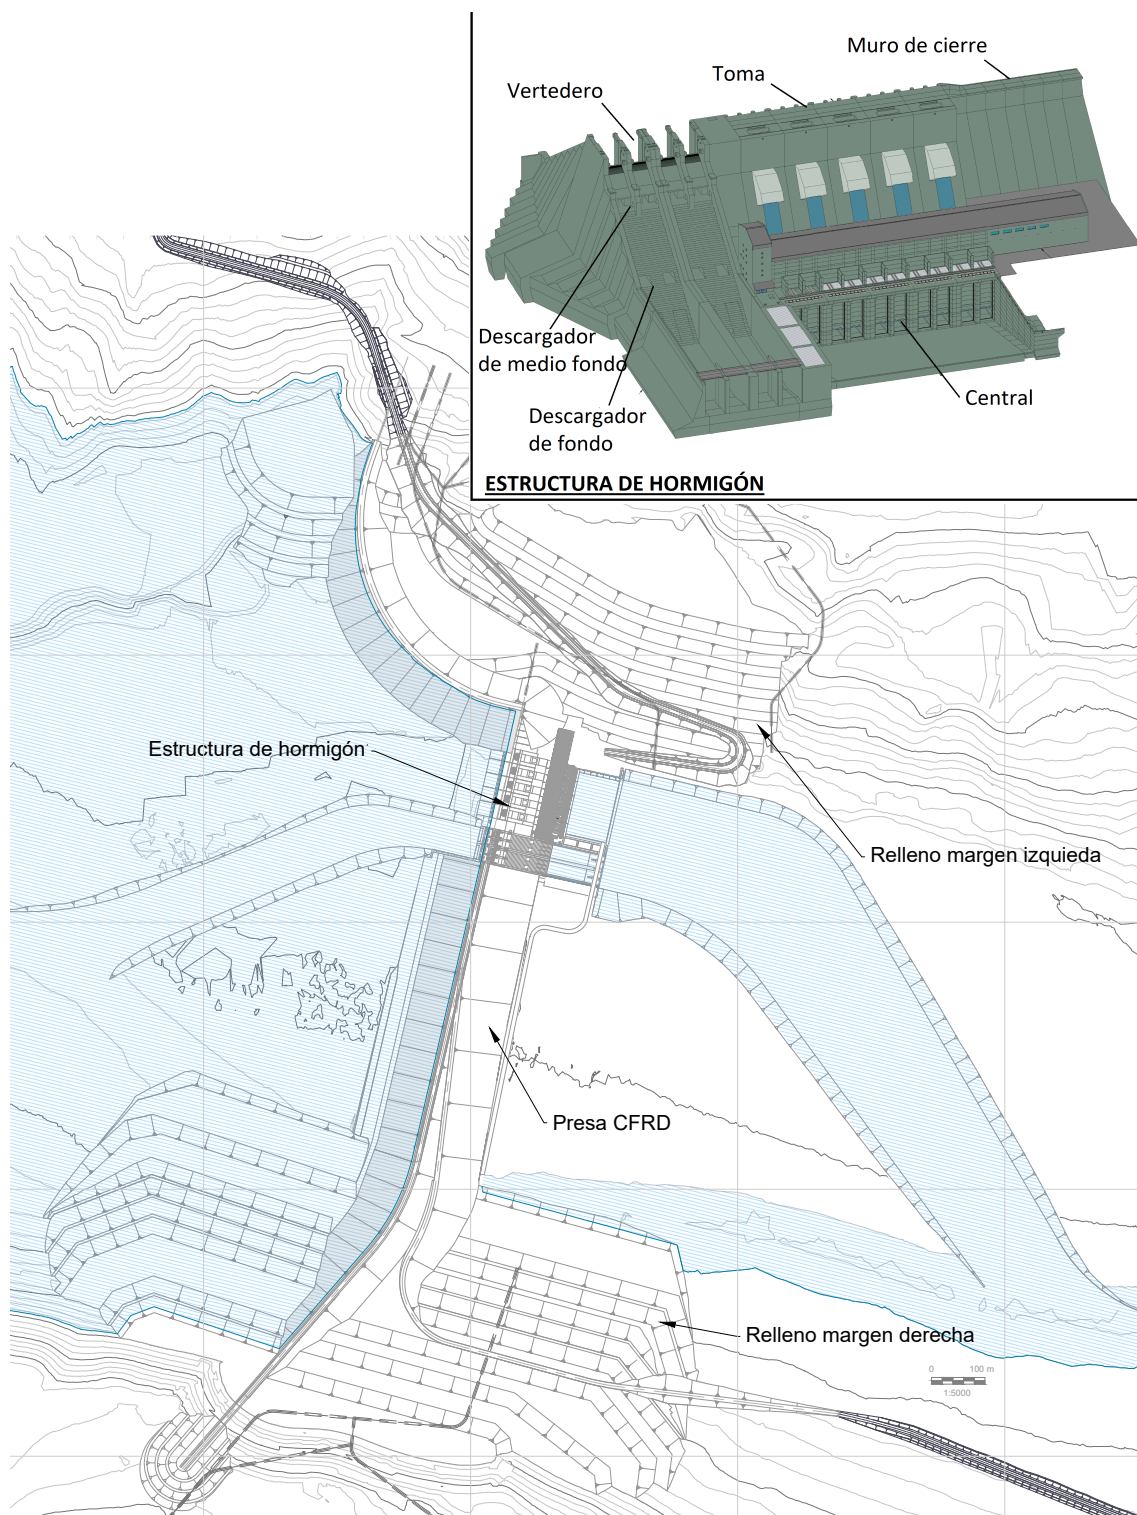 Muro de cierre
Toma
Vertedero
Descargador
de medio fondo
Descargador
de fondo
Central
ESTRUCTURA DE HORMIGÓN
Estructura de hormigón
Relleno margen izquierda
Presa CFRD
Relleno margen derecha
0 100 m
1:5000